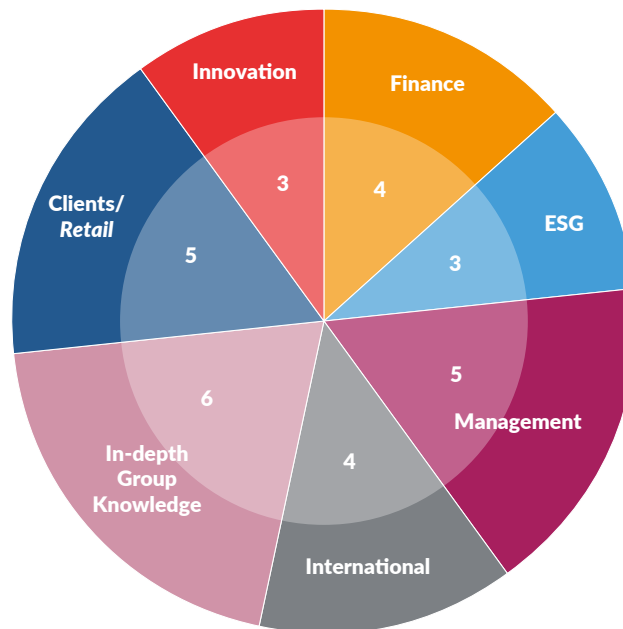 Innovation
3
Finance
4
ESG
3
Management
5
International
4
In-depth
Group
Knowledge
6
Clients/
Retail
5